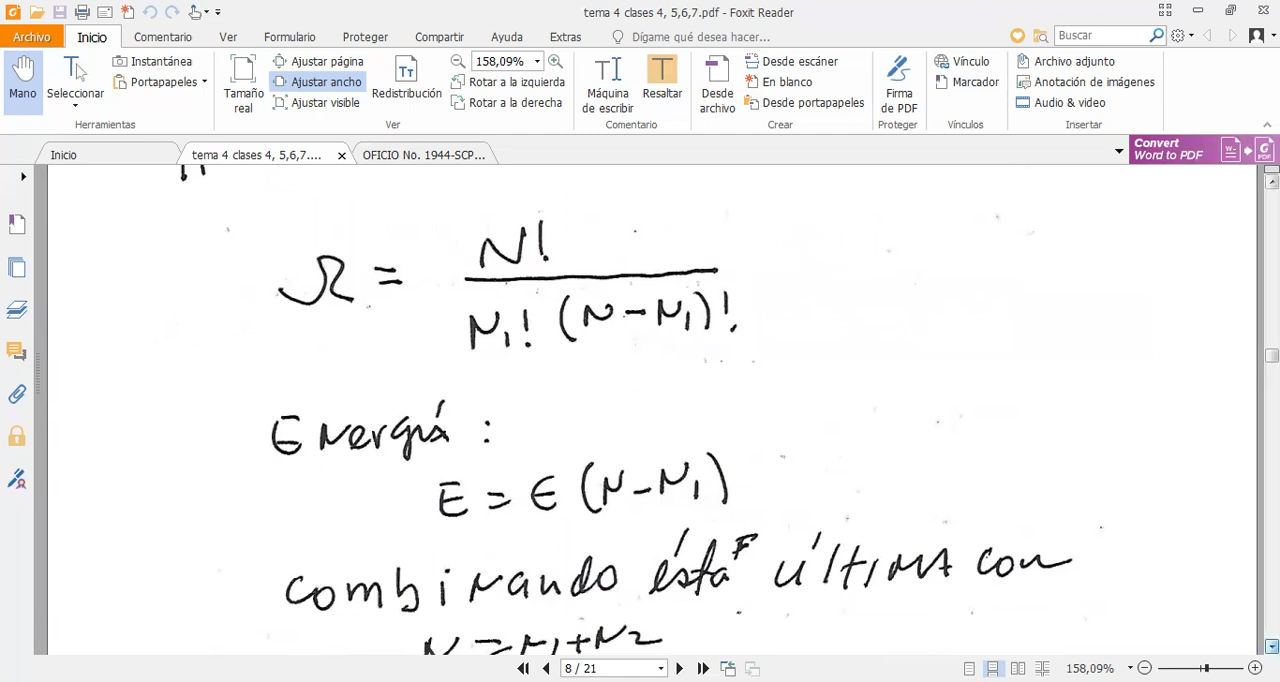 tema 4 clases 4, 5,6,7.pdf - Foxit Reader
Archivo Inicio Comentario Ver Formulario Proteger Compartir Ayuda Extras Dígame qué desea hacer... Buscar
Mano
Seleccionar
Instantánea
Portapapeles
Herramientas
Tamaño real
Ajustar página
Ajustar ancho
Ajustar visible
Redistribución
158,09%
Rotar a la izquierda
Rotar a la derecha
Ver
Máquina de escribir
Resaltar
Comentario
Desde archivo
Desde escáner
En blanco
Desde portapapeles
Crear
Firma de PDF
Proteger
Vínculo
Marcador
Vínculos
Archivo adjunto
Anotación de imágenes
Audio & video
Insertar
Inicio tema 4 clases 4, 5,6,7.... OFICIO No. 1944-SCP...
Convert
Word to PDF
Ω = N! / N1! (N-N1)!
Energía :
E = ϵ (N-N1)
combinando ésta última con
N = N1+N2
8 / 21 158,09%